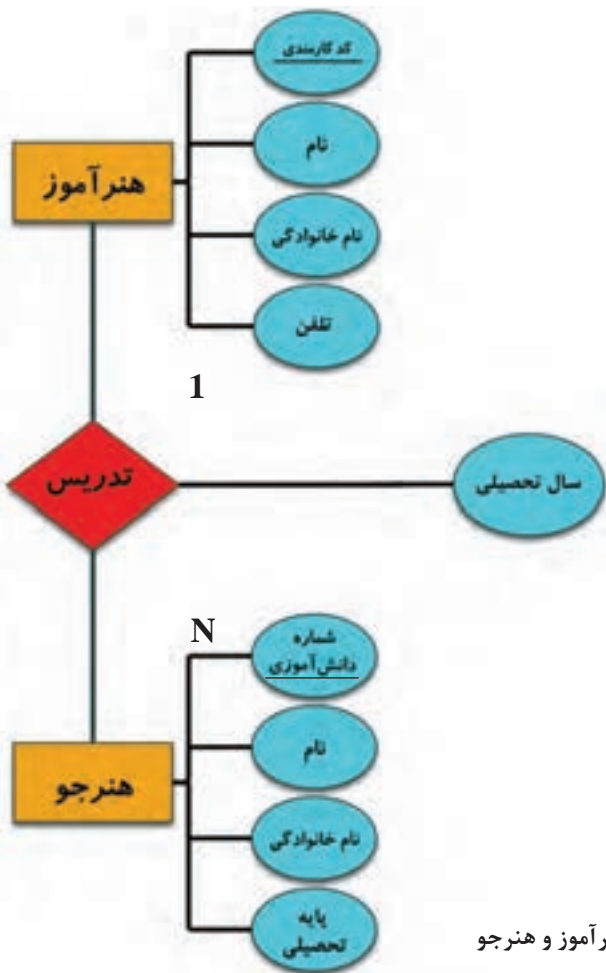 کد کارمندی
نام
هنرآموز
نام خانوادگی
تلفن
1
تدریس
سال تحصیلی
N
شماره
دانش‌آموزی
نام
هنرجو
نام خانوادگی
پایه
تحصیلی
رآموز و هنرجو